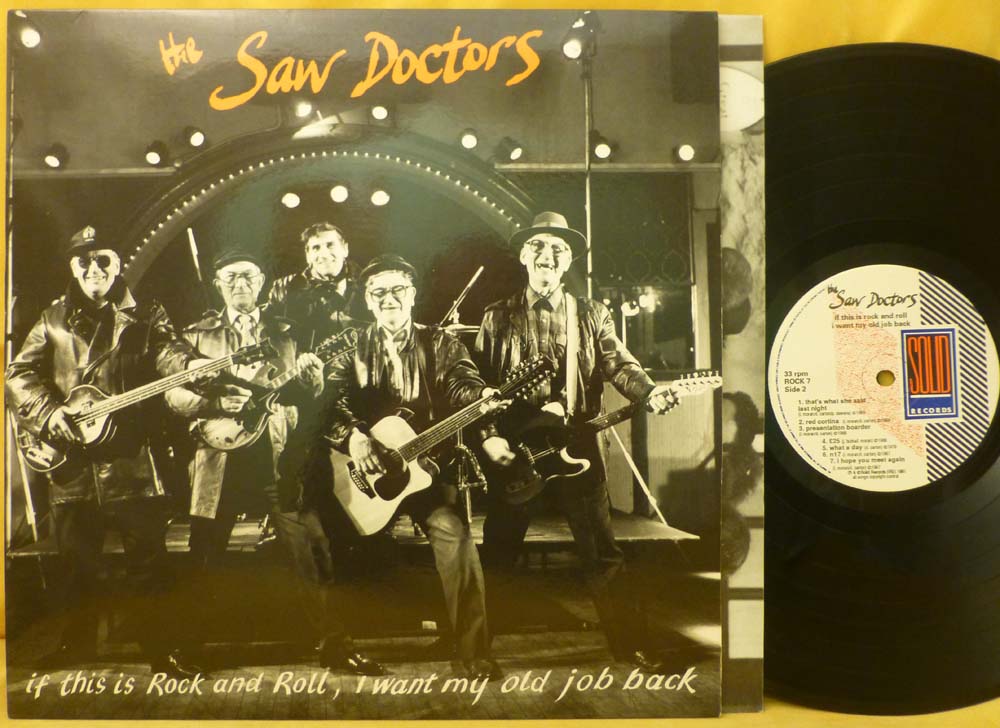 the Saw Doctors
if this is Rock and Roll, i want my old job back
the
Saw Doctors
if this is rock and roll
i want my old job back
33 rpm
ROCK 7
Side 2
SOLID
RECORDS
1. that's what she said
last night
2. red cortina
3. presentation boarder
4. £25
5. what a day
6. n17
7. i hope you meet again